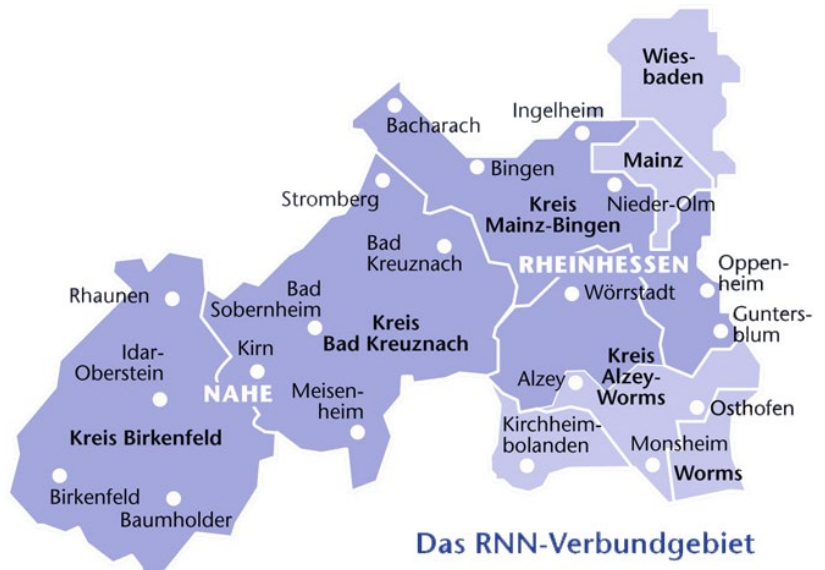 Wies-
baden
Ingelheim
Bacharach
Mainz
Bingen
Stromberg
Nieder-Olm
Kreis
Mainz-Bingen
Bad
Kreuznach
RHEINHESSEN
Oppen-
heim
Rhaunen
Bad
Sobernheim
Wörrstadt
Gunters-
blum
Kreis
Bad Kreuznach
Idar-
Oberstein
Kirn
Kreis
Alzey-
Worms
NAHE
Meisen-
heim
Alzey
Osthofen
Kreis Birkenfeld
Kirchheim-
bolanden
Monsheim
Worms
Birkenfeld
Baumholder
Das RNN-Verbundgebiet